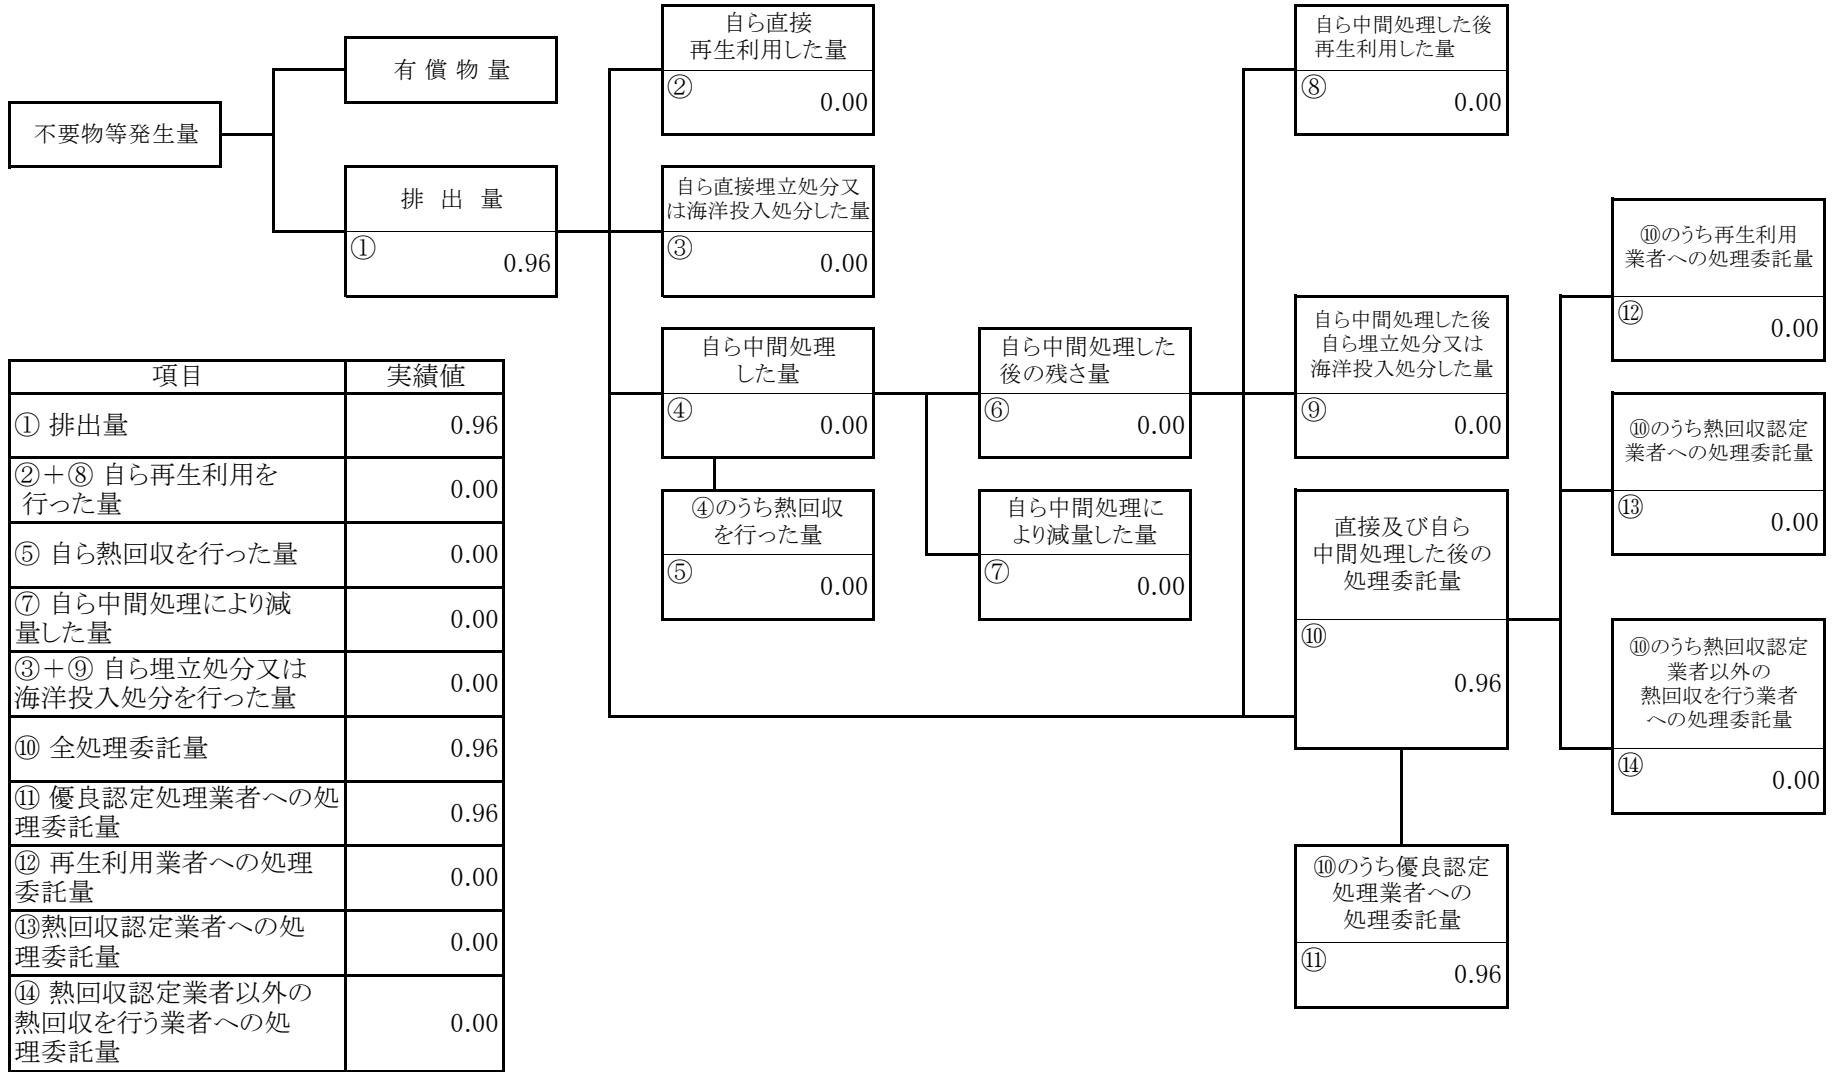 不要物等発生量
有 償 物 量
排 出 量
①
0.96
自ら直接
再生利用した量
②
0.00
自ら直接埋立処分又
は海洋投入処分した量
③
0.00
自ら中間処理
した量
④
0.00
④のうち熱回収
を行った量
⑤
0.00
自ら中間処理した
後の残さ量
⑥
0.00
自ら中間処理に
より減量した量
⑦
0.00
自ら中間処理した後
再生利用した量
⑧
0.00
自ら中間処理した後
自ら埋立処分又は
海洋投入処分した量
⑨
0.00
直接及び自ら
中間処理した後の
処理委託量
⑩
0.96
⑩のうち優良認定
処理業者への
処理委託量
⑪
0.96
⑩のうち再生利用
業者への処理委託量
⑫
0.00
⑩のうち熱回収認定
業者への処理委託量
⑬
0.00
⑩のうち熱回収認定
業者以外の
熱回収を行う業者
への処理委託量
⑭
0.00
項目 実績値
① 排出量 0.96
②＋⑧ 自ら再生利用を
行った量 0.00
⑤ 自ら熱回収を行った量 0.00
⑦ 自ら中間処理により減
量した量 0.00
③＋⑨ 自ら埋立処分又は
海洋投入処分を行った量 0.00
⑩ 全処理委託量 0.96
⑪ 優良認定処理業者への処
理委託量 0.96
⑫ 再生利用業者への処理
委託量 0.00
⑬熱回収認定業者への処
理委託量 0.00
⑭ 熱回収認定業者以外の
熱回収を行う業者への処
理委託量 0.00